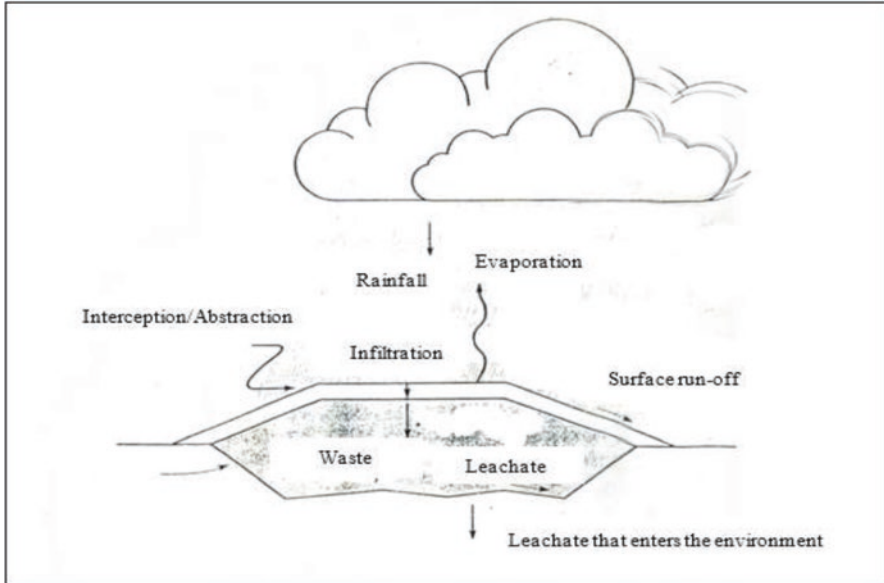 Rainfall
Evaporation
Interception/Abstraction
Infiltration
Surface run-off
Waste
Leachate
Leachate that enters the environment